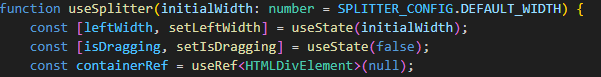 function useSplitter(initialWidth: number = SPLITTER_CONFIG.DEFAULT_WIDTH) {
    const [leftWidth, setLeftWidth] = useState(initialWidth);
    const [isDragging, setIsDragging] = useState(false);
    const containerRef = useRef<HTMLDivElement>(null);